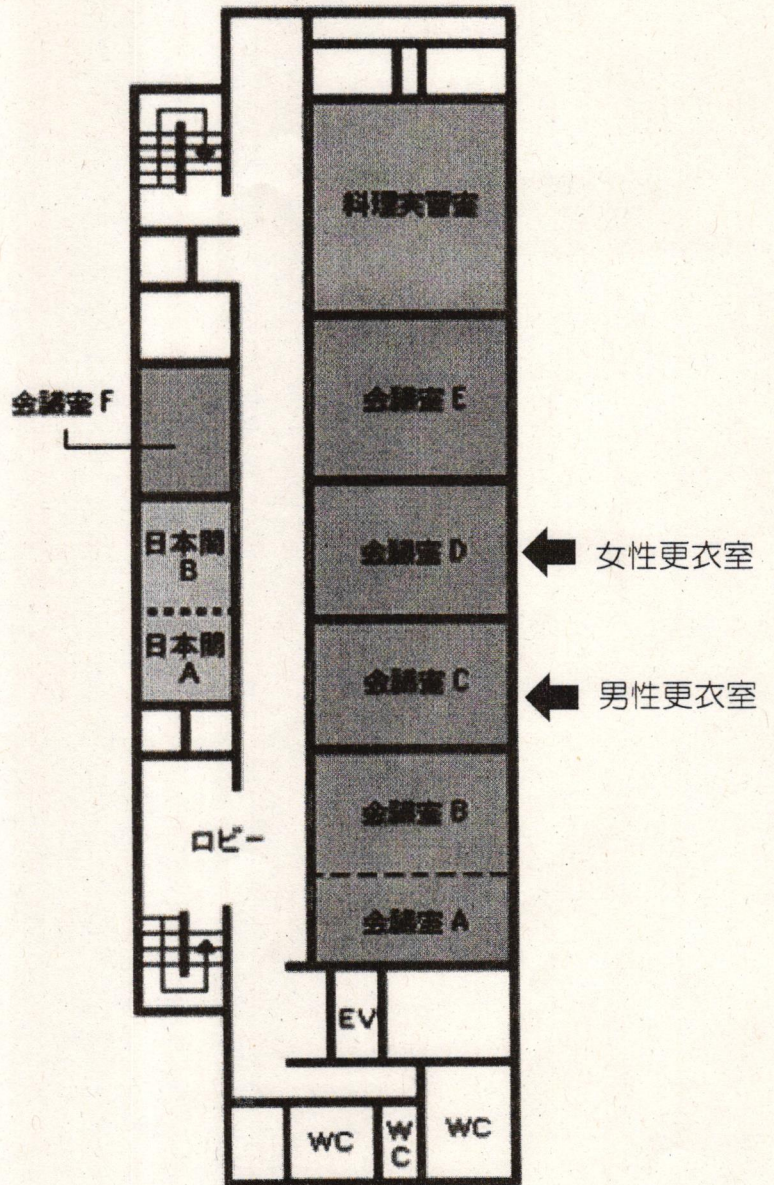 料理実習室
会議室 F
会議室 E
日本間
B
会議室 D
女性更衣室
日本間
A
会議室 C
男性更衣室
会議室 B
ロビー
会議室 A
EV
WC
WC
WC